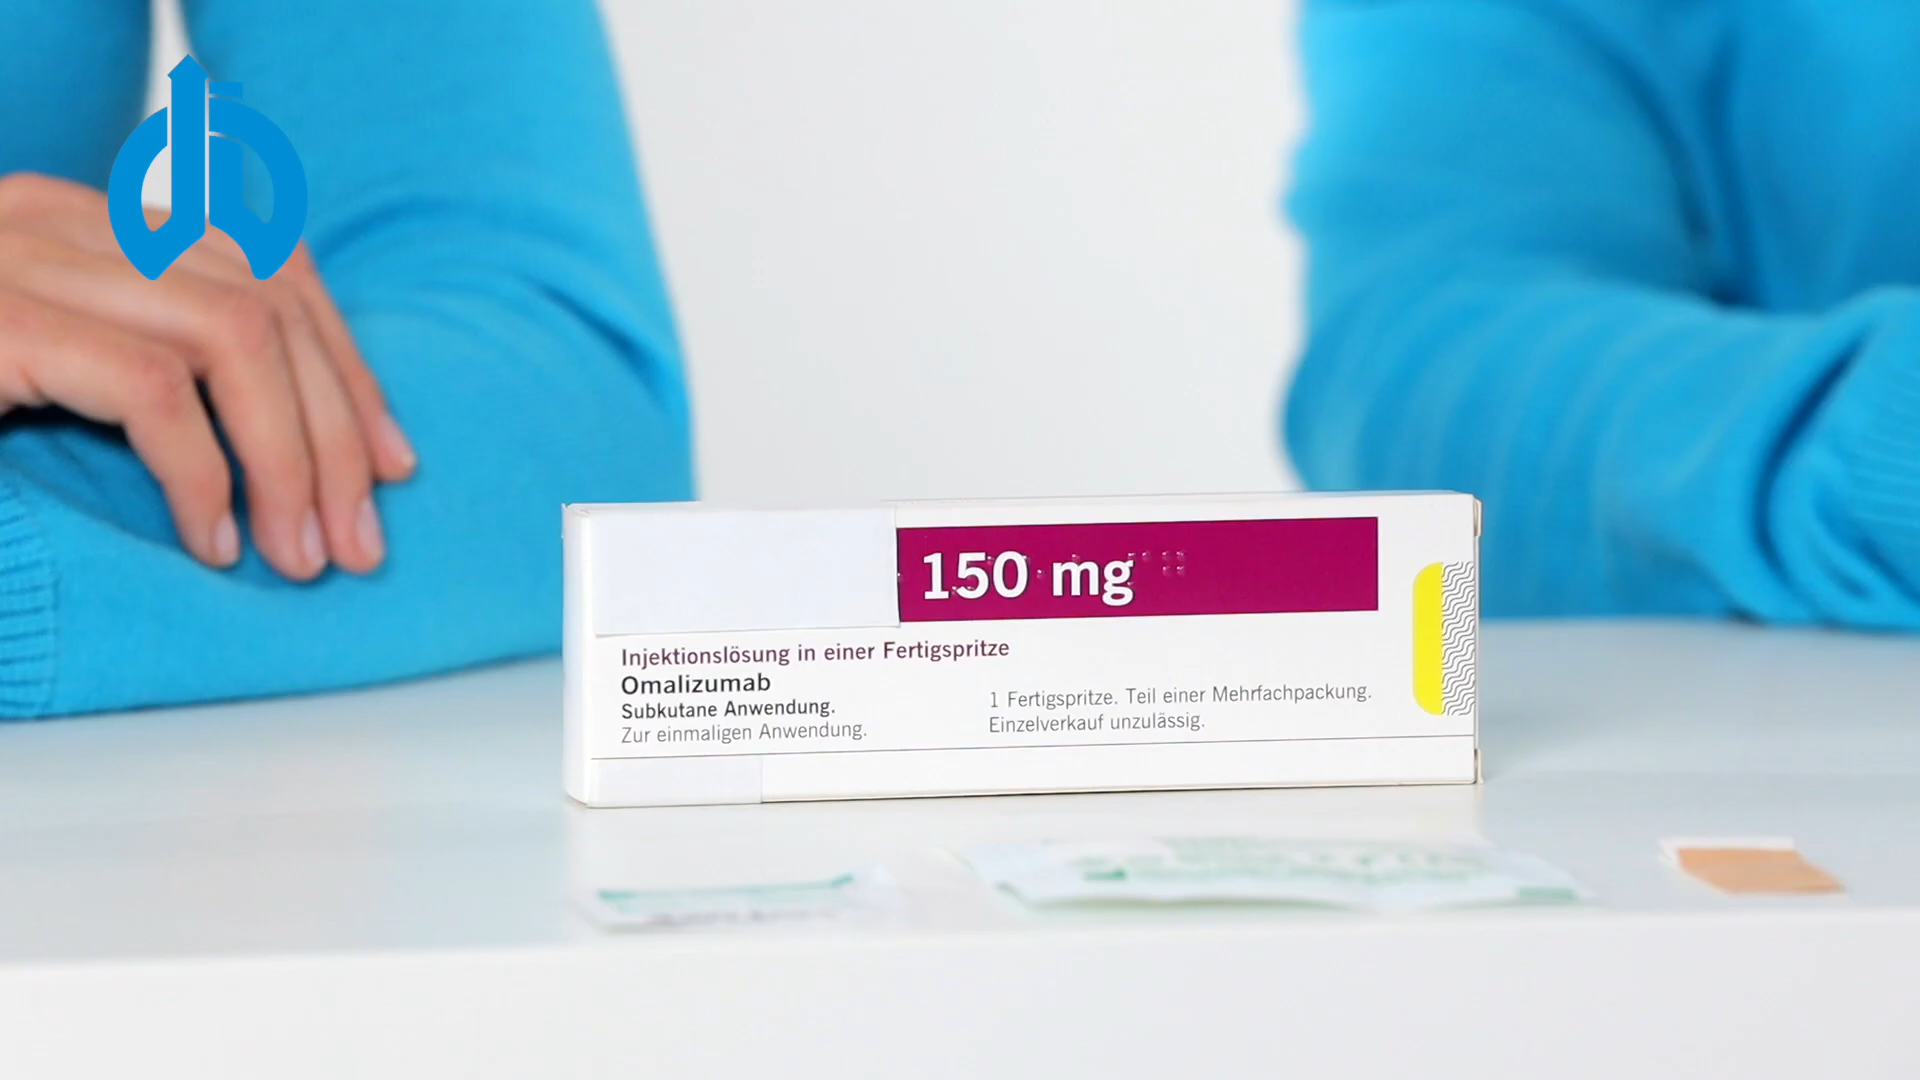 150 mg
Injektionslösung in einer Fertigspritze
Omalizumab
Subkutane Anwendung.
Zur einmaligen Anwendung.
1 Fertigspritze. Teil einer Mehrfachpackung.
Einzelverkauf unzulässig.